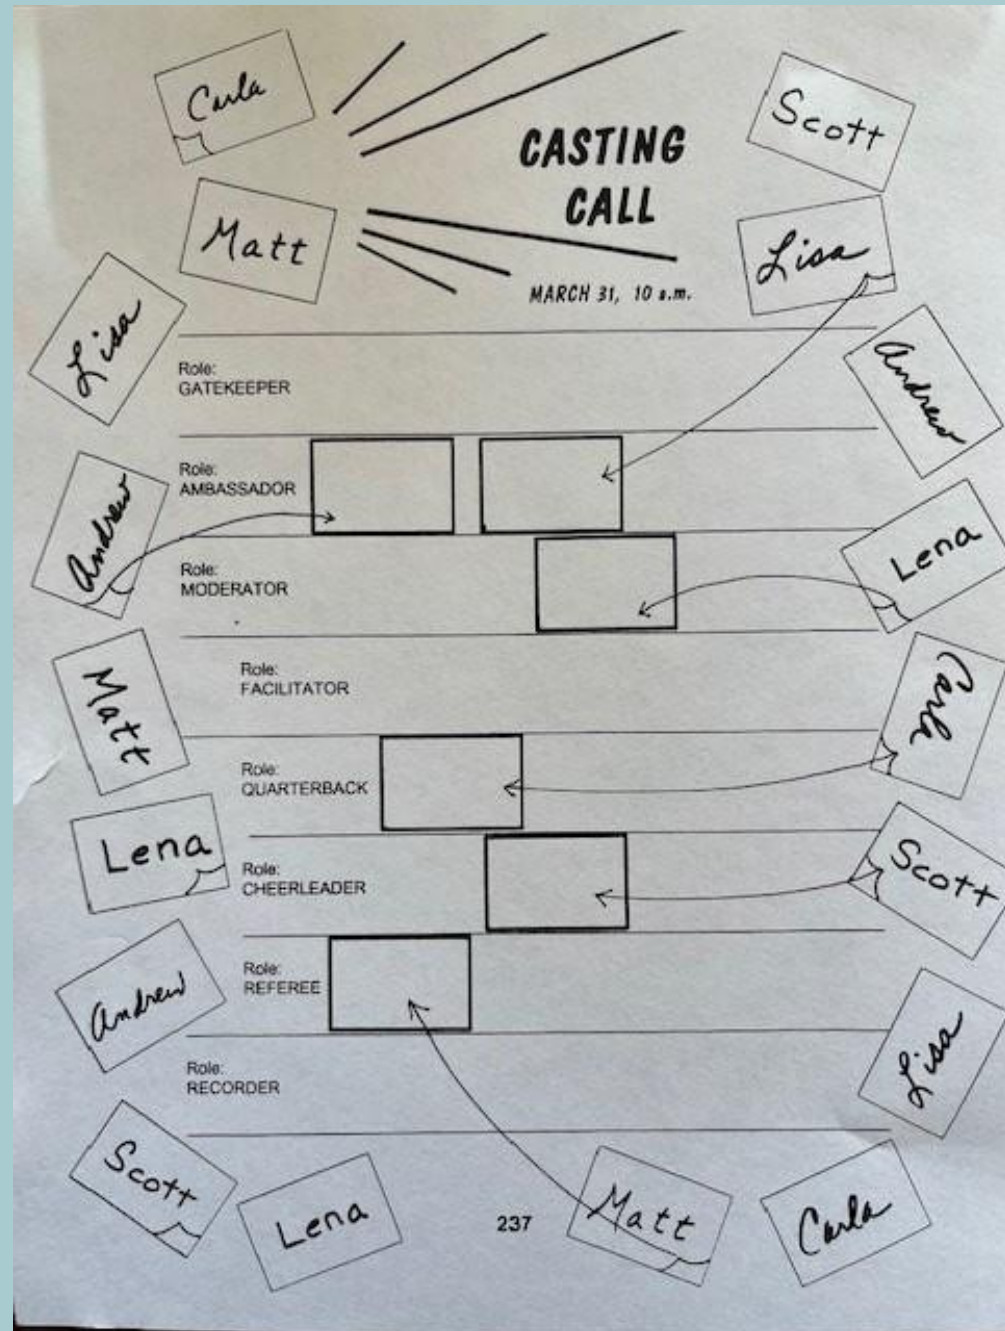 Carla
Scott
CASTING
CALL
Matt
Lisa
MARCH 31, 10 a.m.
Lisa
Andrew
Role:
GATEKEEPER
Role:
AMBASSADOR
Andrew
Lena
Role:
MODERATOR
Matt
Carla
Role:
FACILITATOR
Role:
QUARTERBACK
Lena
Scott
Role:
CHEERLEADER
Andrew
Role:
REFEREE
Lisa
Role:
RECORDER
Scott
Lena
237
Matt
Carla